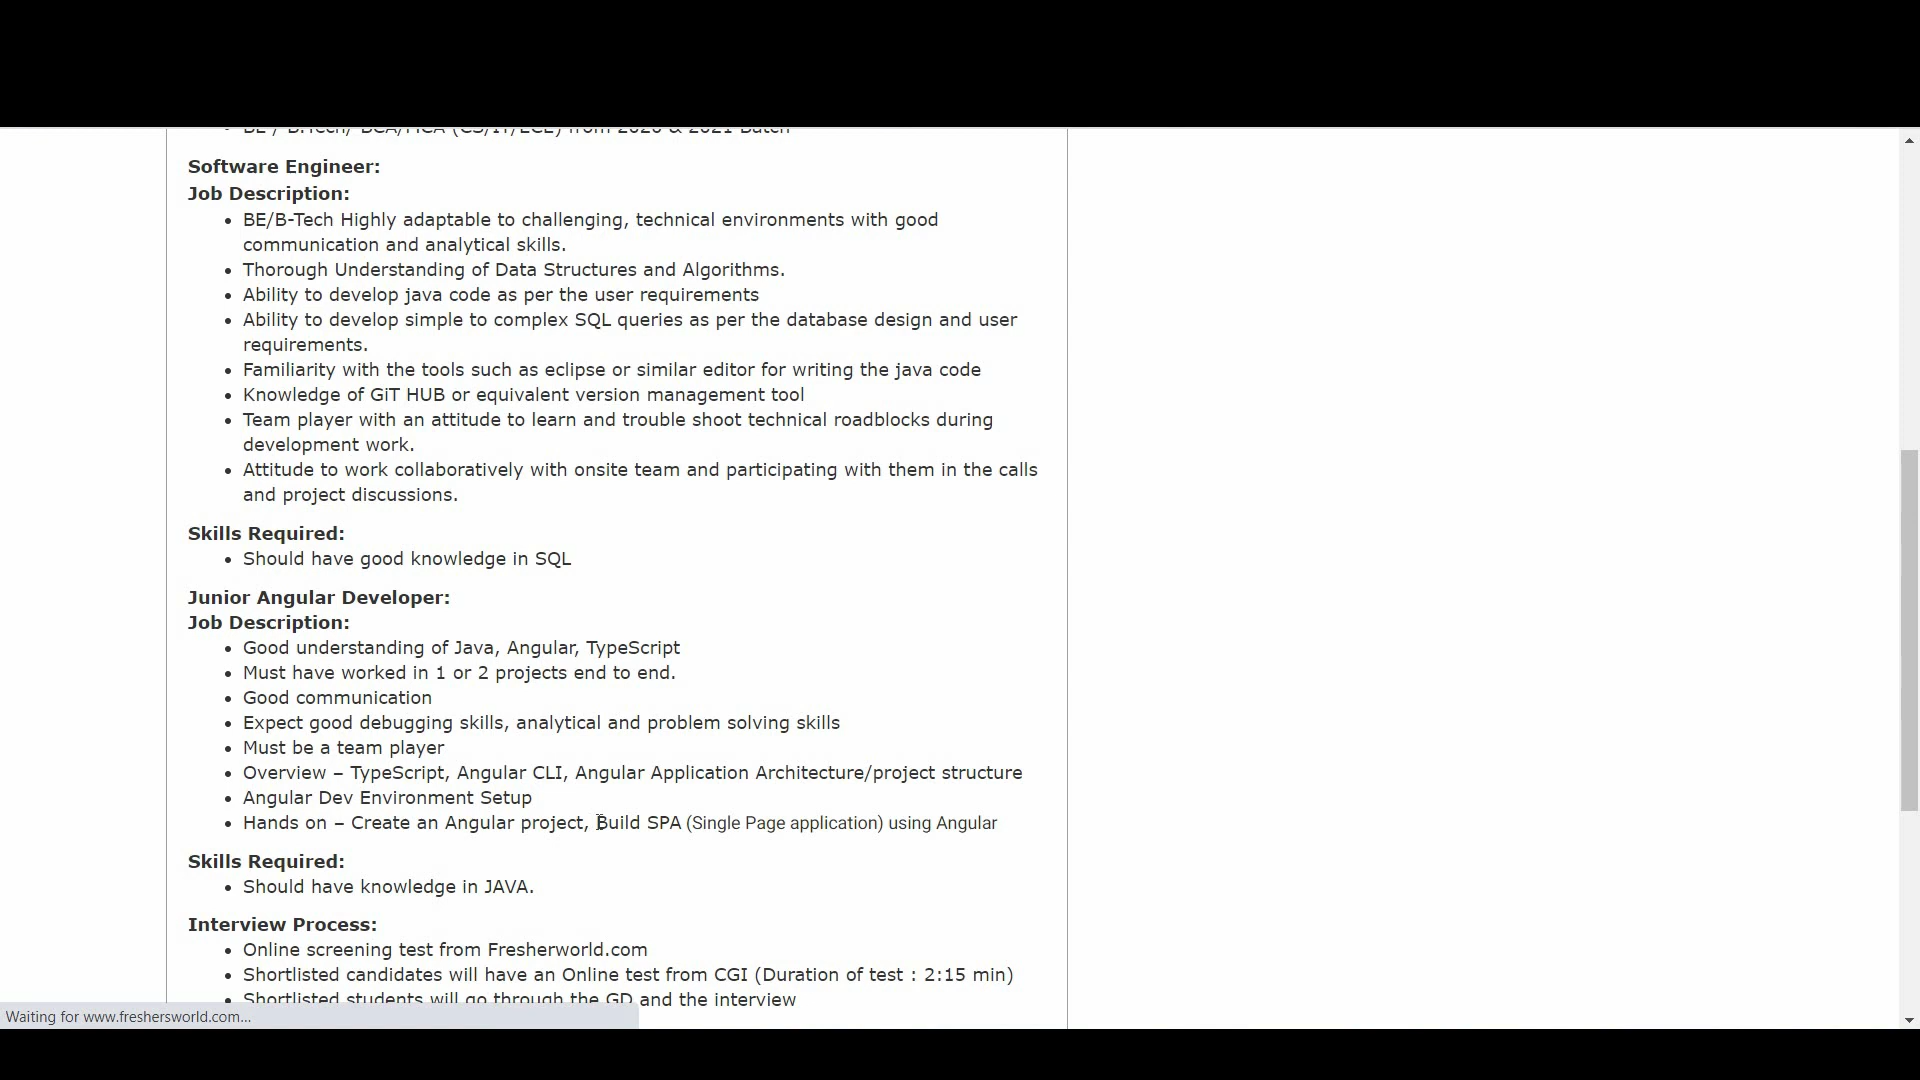 BE / B.Tech/ BCA/MCA (CS/IT/ECE) from 2020 & 2021 Batch
Software Engineer:
Job Description:
BE/B-Tech Highly adaptable to challenging, technical environments with good
communication and analytical skills.
Thorough Understanding of Data Structures and Algorithms.
Ability to develop java code as per the user requirements
Ability to develop simple to complex SQL queries as per the database design and user
requirements.
Familiarity with the tools such as eclipse or similar editor for writing the java code
Knowledge of GiT HUB or equivalent version management tool
Team player with an attitude to learn and trouble shoot technical roadblocks during
development work.
Attitude to work collaboratively with onsite team and participating with them in the calls
and project discussions.
Skills Required:
Should have good knowledge in SQL
Junior Angular Developer:
Job Description:
Good understanding of Java, Angular, TypeScript
Must have worked in 1 or 2 projects end to end.
Good communication
Expect good debugging skills, analytical and problem solving skills
Must be a team player
Overview – TypeScript, Angular CLI, Angular Application Architecture/project structure
Angular Dev Environment Setup
Hands on – Create an Angular project, Build SPA (Single Page application) using Angular
Skills Required:
Should have knowledge in JAVA.
Interview Process:
Online screening test from Fresherworld.com
Shortlisted candidates will have an Online test from CGI (Duration of test : 2:15 min)
Shortlisted students will go through the GD and the interview
Waiting for www.freshersworld.com...